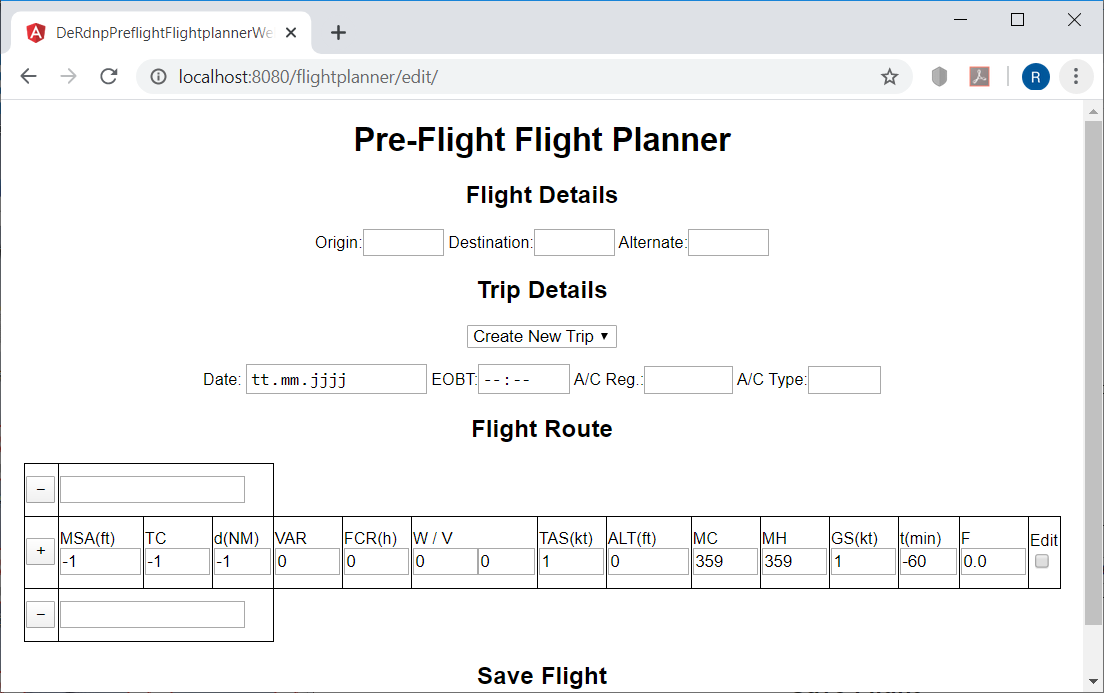 DeRdnpPreflightFlightplannerWe
localhost:8080/flightplanner/edit/
R
Pre-Flight Flight Planner
Flight Details
Origin: Destination: Alternate:
Trip Details
Create New Trip
Date: tt.mm.jjjj EOBT: --:-- A/C Reg.: A/C Type:
Flight Route
−
MSA(ft) TC d(NM) VAR FCR(h) W / V TAS(kt) ALT(ft) MC MH GS(kt) t(min) F Edit
+ -1 -1 -1 0 0 0 0 1 0 359 359 1 -60 0.0
−
Save Flight